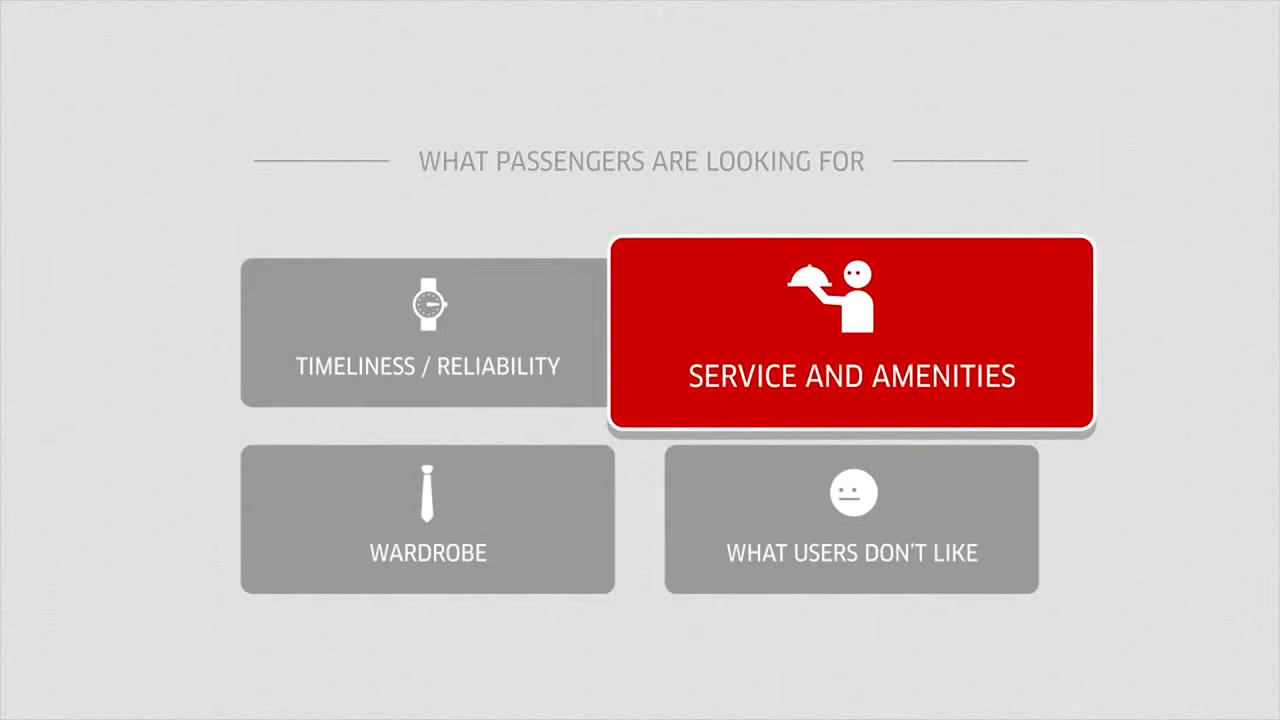 WHAT PASSENGERS ARE LOOKING FOR
TIMELINESS / RELIABILITY
SERVICE AND AMENITIES
WARDROBE
WHAT USERS DON'T LIKE